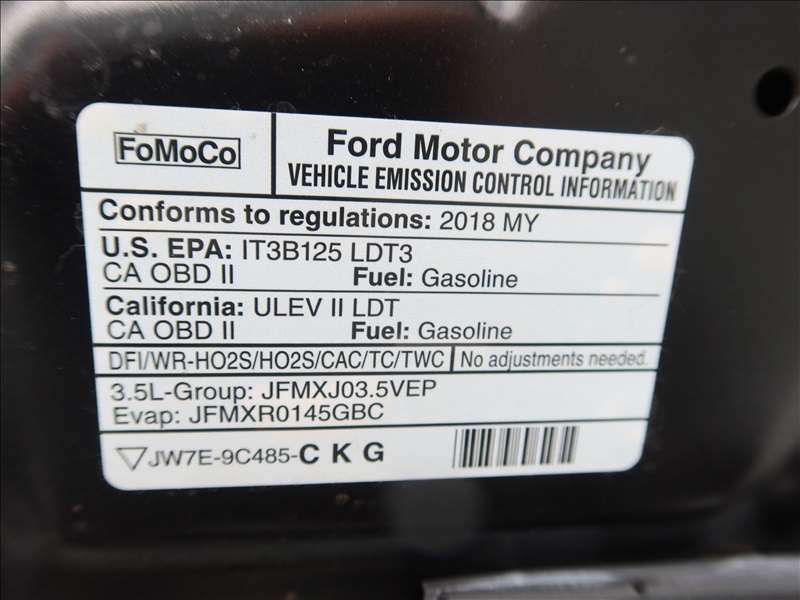 FoMoCo
Ford Motor Company
VEHICLE EMISSION CONTROL INFORMATION
Conforms to regulations: 2018 MY
U.S. EPA: IT3B125 LDT3
CA OBD II Fuel: Gasoline
California: ULEV II LDT
CA OBD II Fuel: Gasoline
DFI/WR-HO2S/HO2S/CAC/TC/TWC No adjustments needed.
3.5L-Group: JFMXJ03.5VEP
Evap: JFMXR0145GBC
JW7E-9C485-C K G